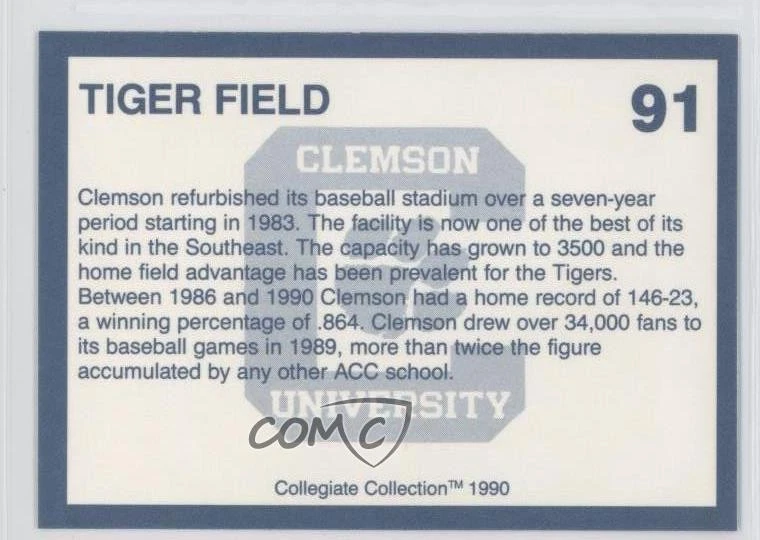 TIGER FIELD
91
CLEMSON
Clemson refurbished its baseball stadium over a seven-year
period starting in 1983. The facility is now one of the best of its
kind in the Southeast. The capacity has grown to 3500 and the
home field advantage has been prevalent for the Tigers.
Between 1986 and 1990 Clemson had a home record of 146-23,
a winning percentage of .864. Clemson drew over 34,000 fans to
its baseball games in 1989, more than twice the figure
accumulated by any other ACC school.
UNIVERSITY
COMC
Collegiate Collection™ 1990